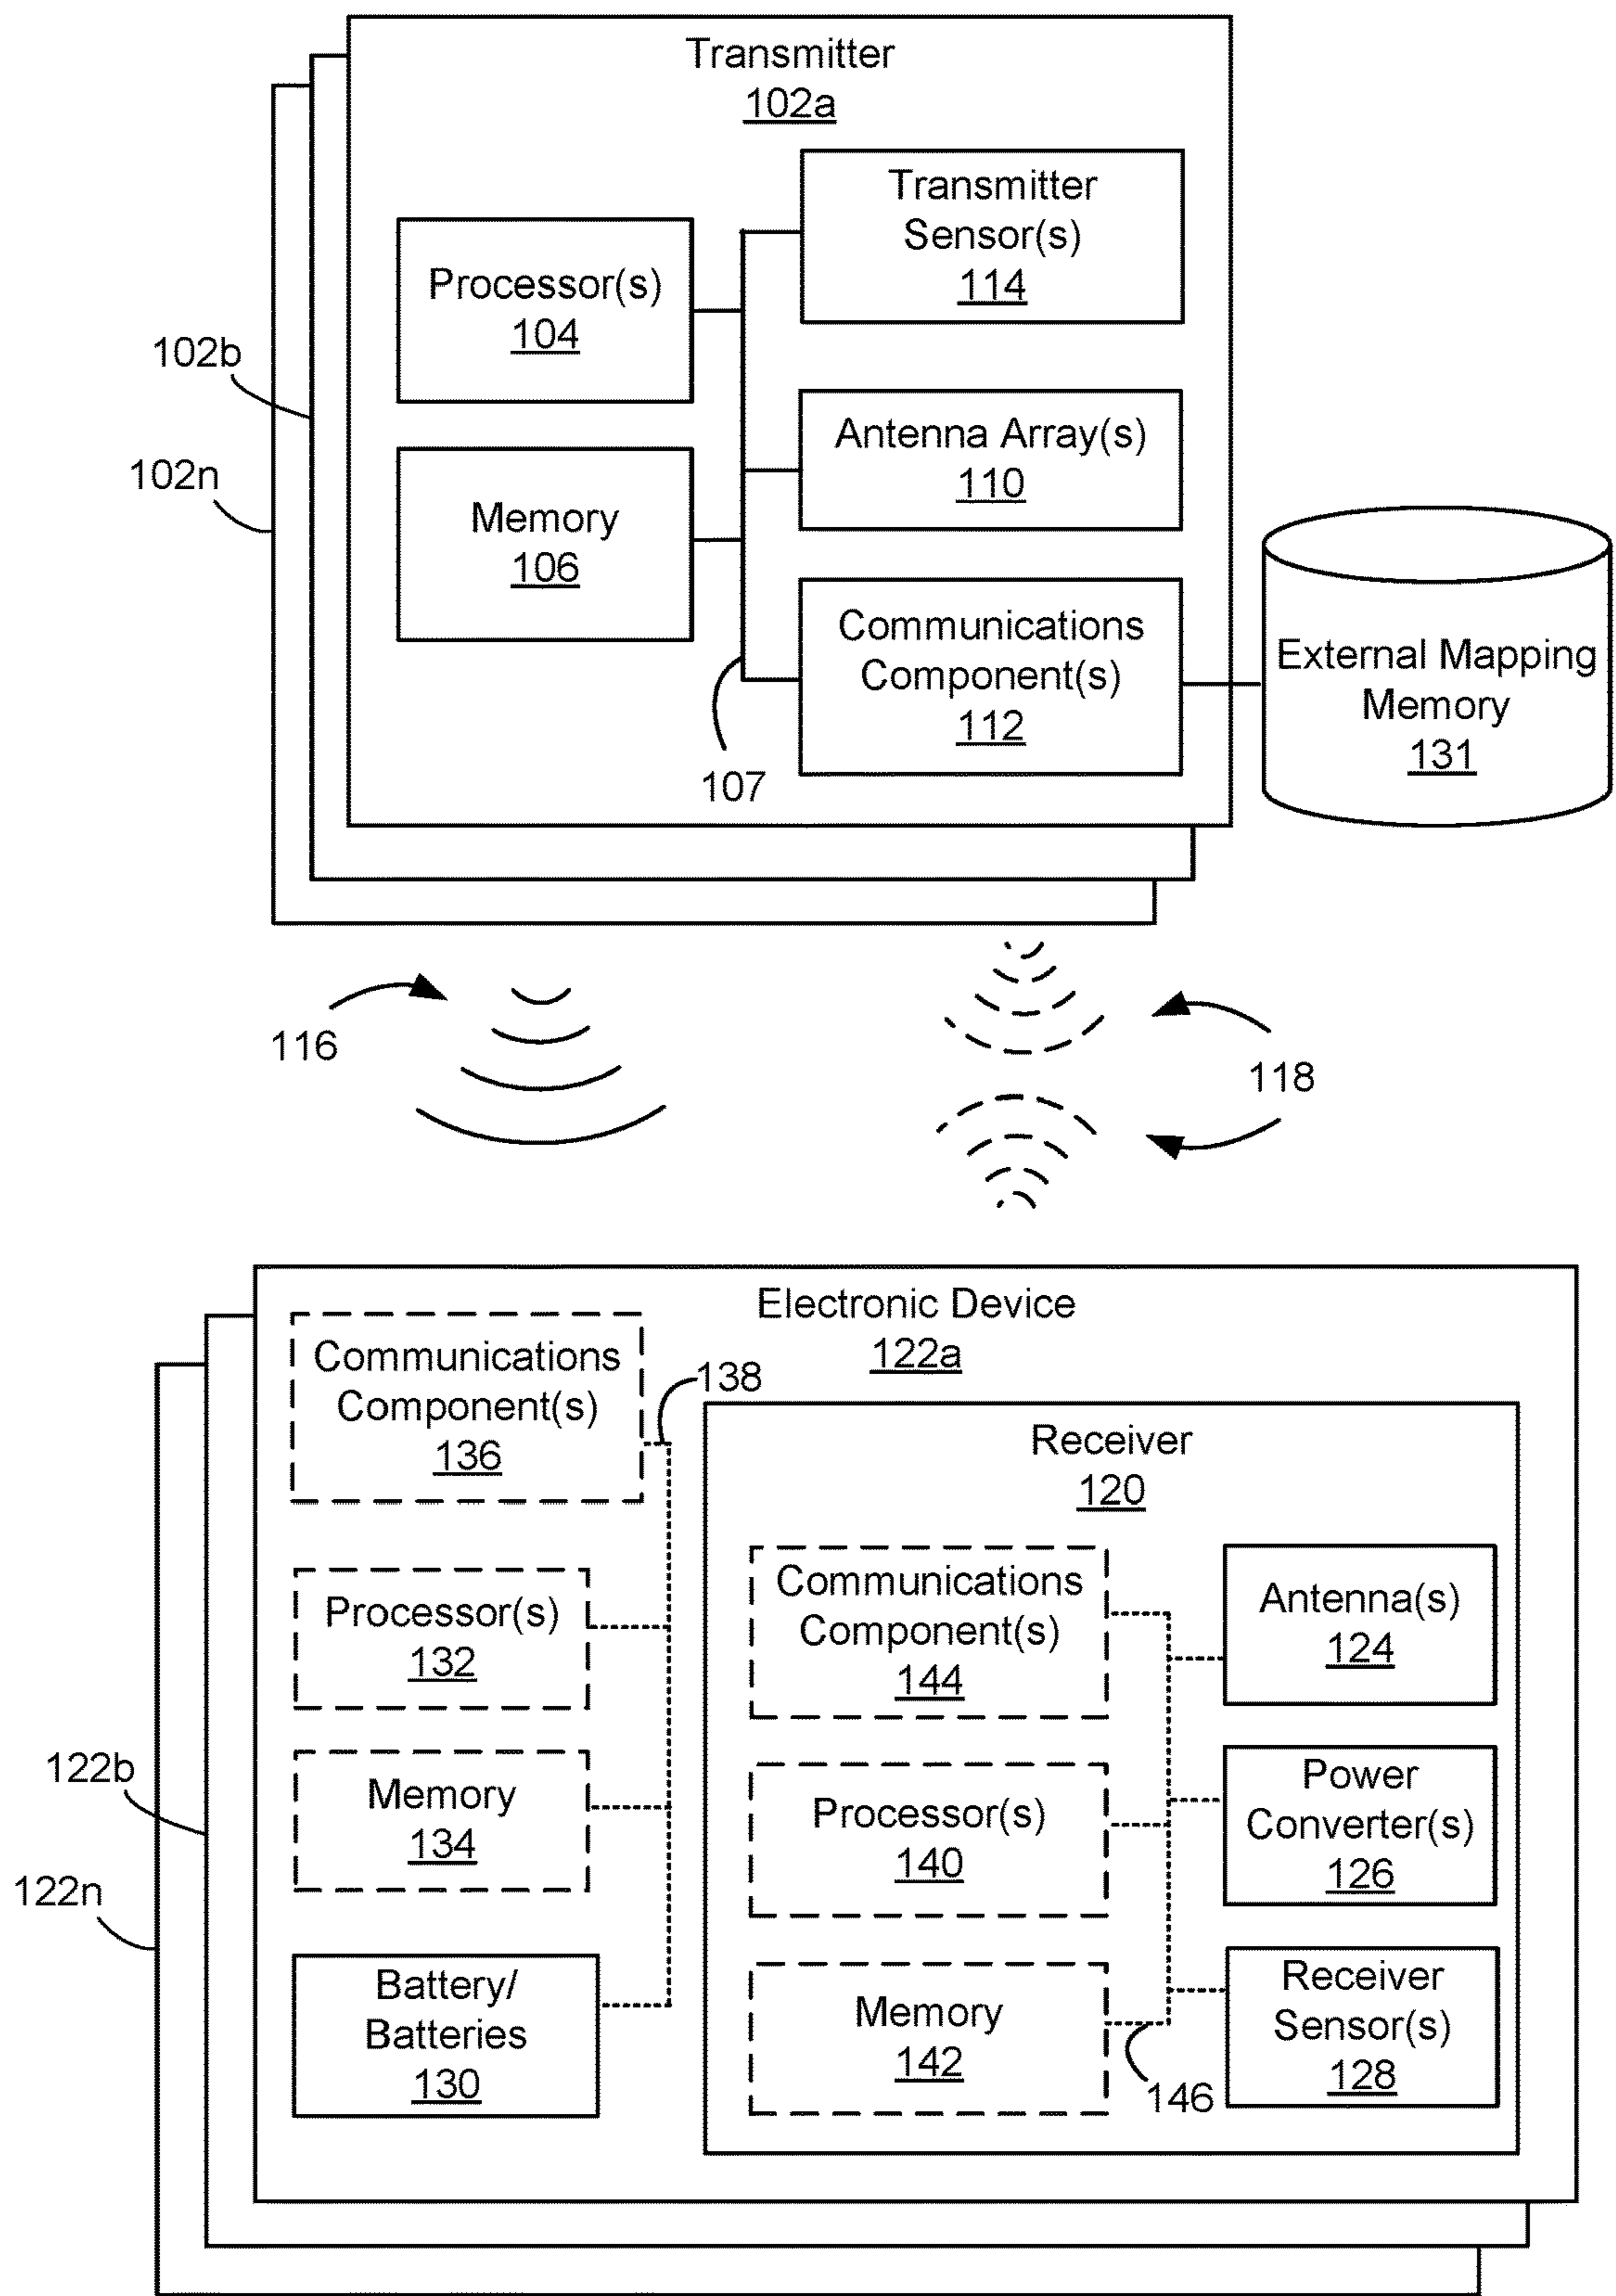 Transmitter
102a
Transmitter
Sensor(s)
114
Processor(s)
104
102b
Antenna Array(s)
110
102n
Memory
106
Communications
Component(s)
112
External Mapping
Memory
131
107
116
118
Electronic Device
122a
Communications
Component(s)
136
138
Receiver
120
Processor(s)
132
Communications
Component(s)
144
Antenna(s)
124
122b
Memory
134
Processor(s)
140
Power
Converter(s)
126
122n
Battery/
Batteries
130
Memory
142
146
Receiver
Sensor(s)
128